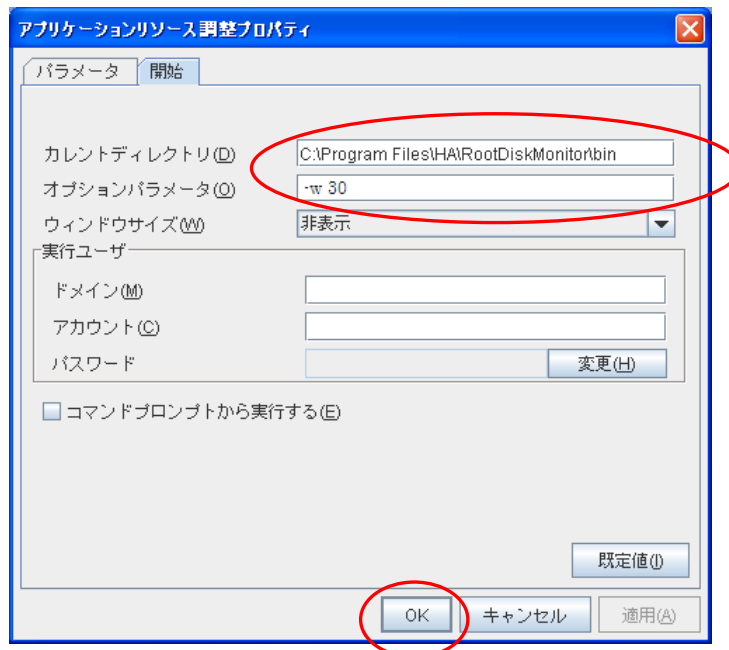 アプリケーションリソース調整プロパティ
パラメータ 開始
カレントディレクトリ(D) C:\Program Files\HA\RootDiskMonitor\bin
オプションパラメータ(O) -w 30
ウィンドウサイズ(W) 非表示
実行ユーザ
ドメイン(M)
アカウント(C)
パスワード 変更(H)
コマンドプロンプトから実行する(E)
既定値(I)
OK キャンセル 適用(A)